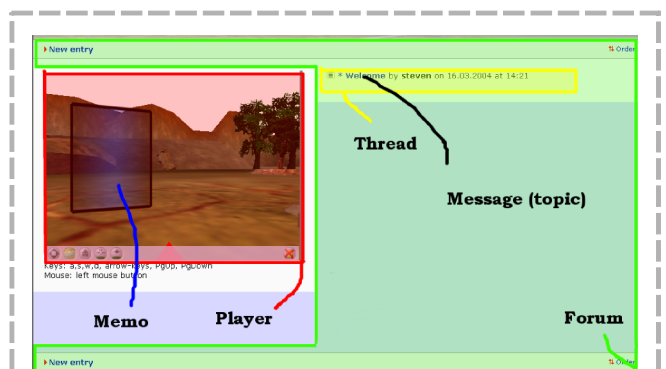 New entry
Order
* Welcome by steven on 16.03.2004 at 14:21
Thread
Message (topic)
Keys: a,s,w,d, arrow-keys, PgUp, PgDown
Mouse: left mouse button
Memo
Player
Forum
New entry
Order